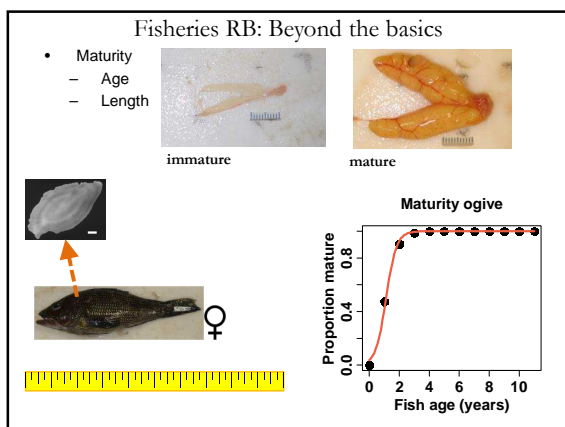 Fisheries RB: Beyond the basics
• Maturity
– Age
– Length
immature
mature
Maturity ogive
Proportion mature
0.0 0.4 0.8
0 2 4 6 8 10
Fish age (years)
♀